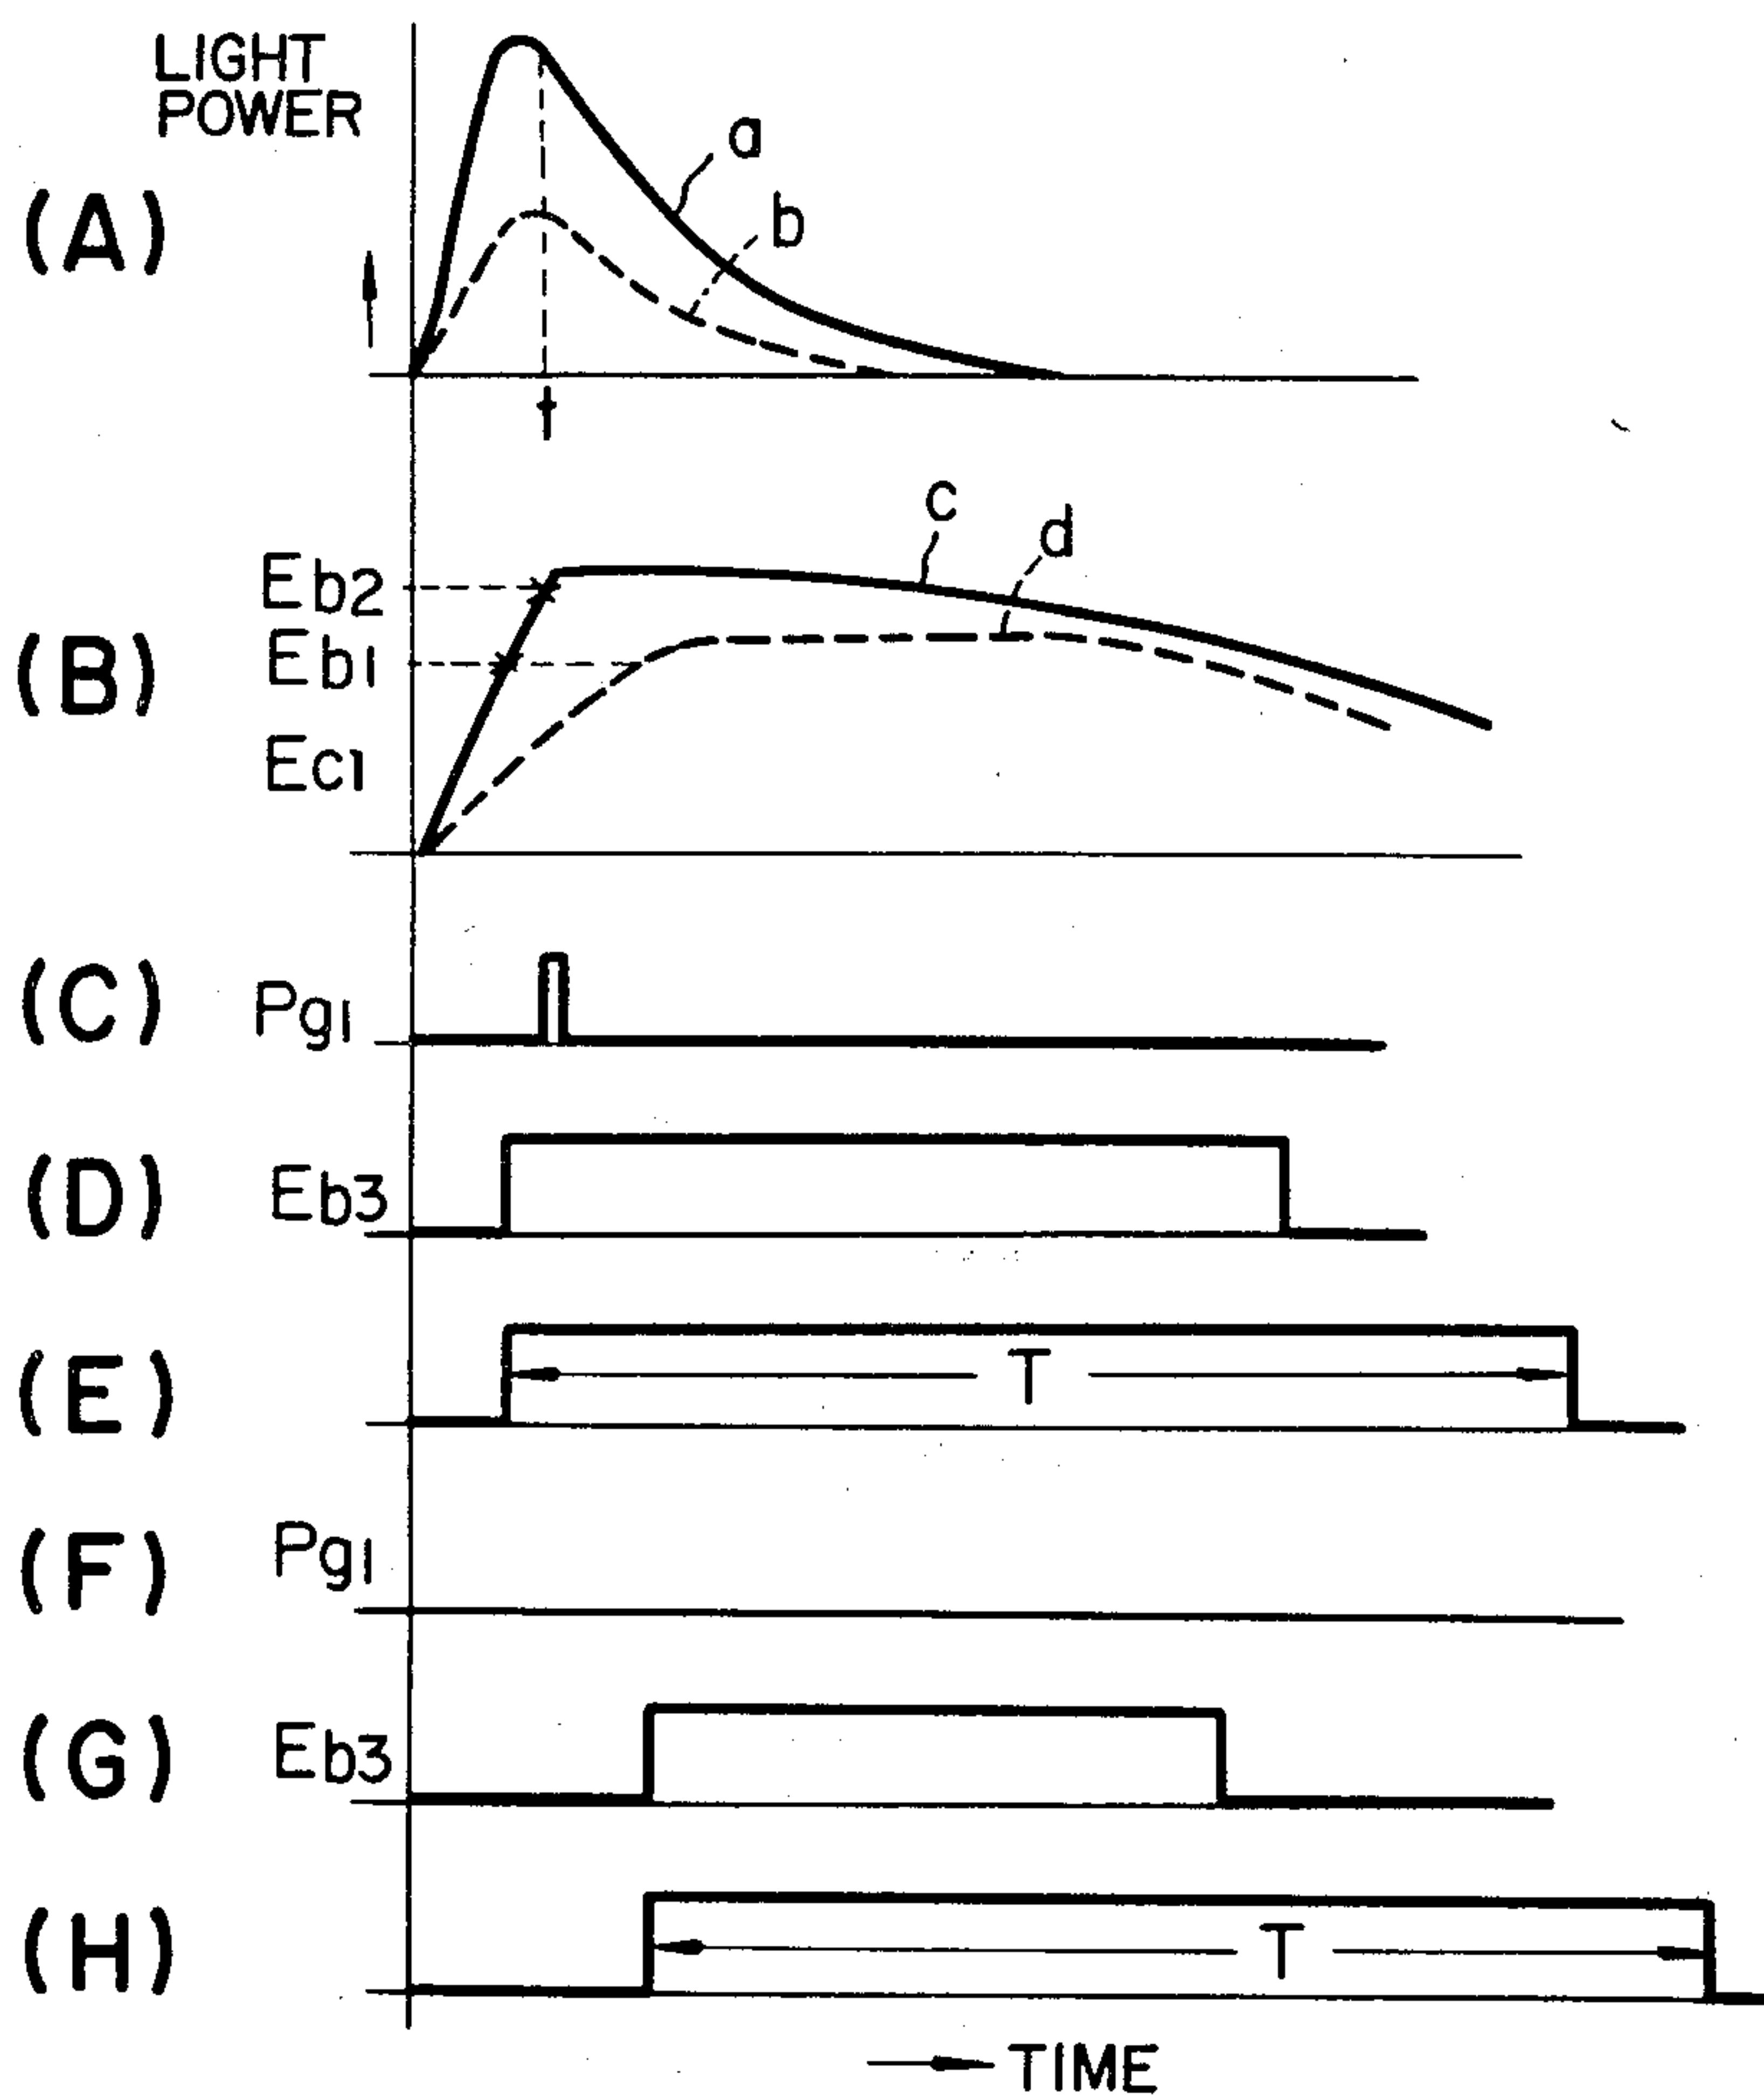 LIGHT
POWER
(A)
a
b
t
c
d
Eb2
Eb1
(B)
Ec1
(C)
Pg1
(D)
Eb3
(E)
T
(F)
Pg1
(G)
Eb3
(H)
T
TIME